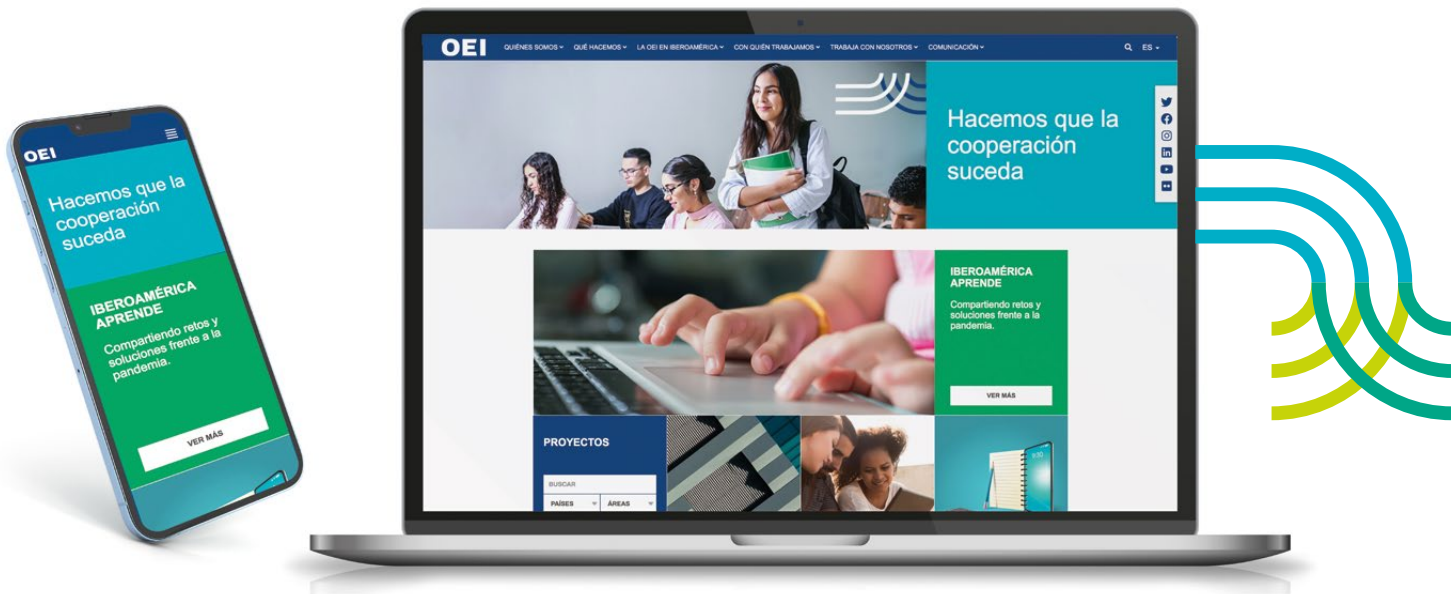 OEI
Hacemos que la
cooperación
suceda
IBEROAMÉRICA
APRENDE
Compartiendo retos y
soluciones frente a la
pandemia.
VER MÁS
OEI
QUIÉNES SOMOS
QUÉ HACEMOS
LA OEI EN IBEROAMÉRICA
CON QUIÉN TRABAJAMOS
TRABAJA CON NOSOTROS
COMUNICACIÓN
ES
Hacemos que la
cooperación
suceda
IBEROAMÉRICA
APRENDE
Compartiendo retos y
soluciones frente a la
pandemia.
VER MÁS
PROYECTOS
BUSCAR
PAÍSES
ÁREAS